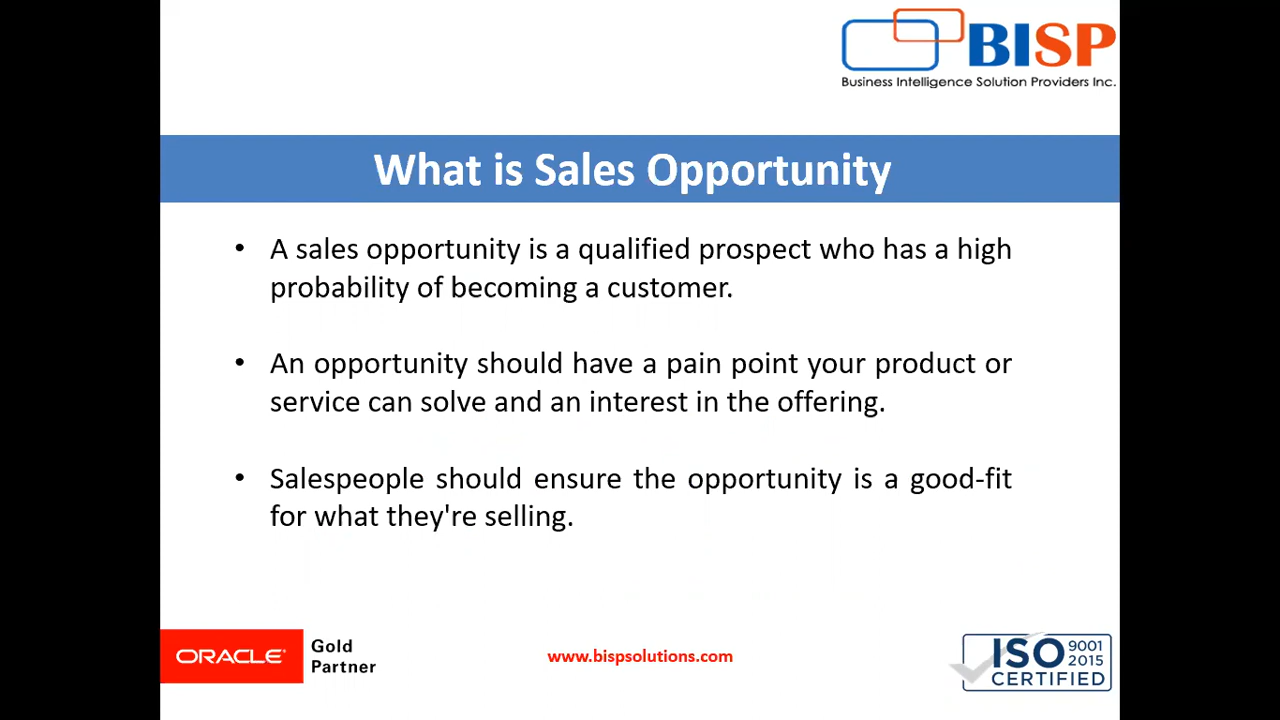 BISP
Business Intelligence Solution Providers Inc.
What is Sales Opportunity
• A sales opportunity is a qualified prospect who has a high
probability of becoming a customer.
• An opportunity should have a pain point your product or
service can solve and an interest in the offering.
• Salespeople should ensure the opportunity is a good-fit
for what they're selling.
ORACLE
Gold
Partner
www.bispsolutions.com
ISO 9001
2015
CERTIFIED